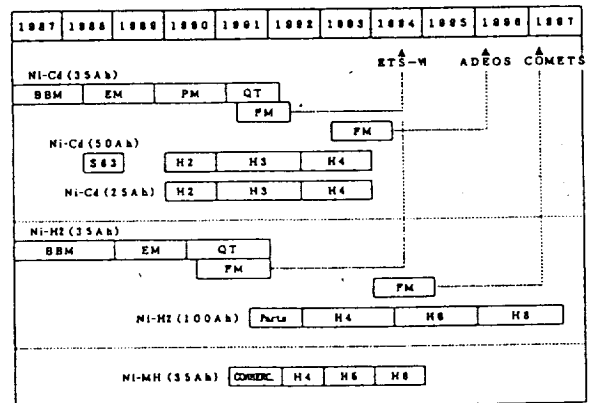 1987 1988 1989 1990 1991 1992 1993 1994 1995 1996 1997
ETS-VI ADEOS COMETS
Ni-Cd (35Ah)
BBM EM PM QT
FM
FM
Ni-Cd (50Ah)
S63 H2 H3 H4
Ni-Cd (25Ah) H2 H3 H4
Ni-H2 (35Ah)
BBM EM QT
FM
FM
Ni-H2 (100Ah) Parts H4 H6 H8
Ni-MH (35Ah) COMMERC. H4 H5 H6